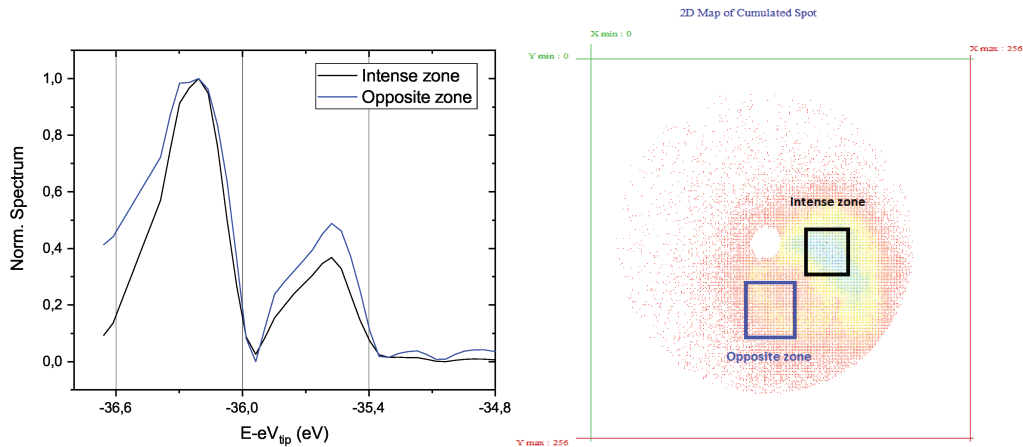 1,0
0,8
0,6
0,4
0,2
0,0
Norm. Spectrum
Intense zone
Opposite zone
-36,6 -36,0 -35,4 -34,8
E-eVtip (eV)
2D Map of Cumulated Spot
X min : 0
Y min : 0
X max : 256
Intense zone
Opposite zone
Y max : 256